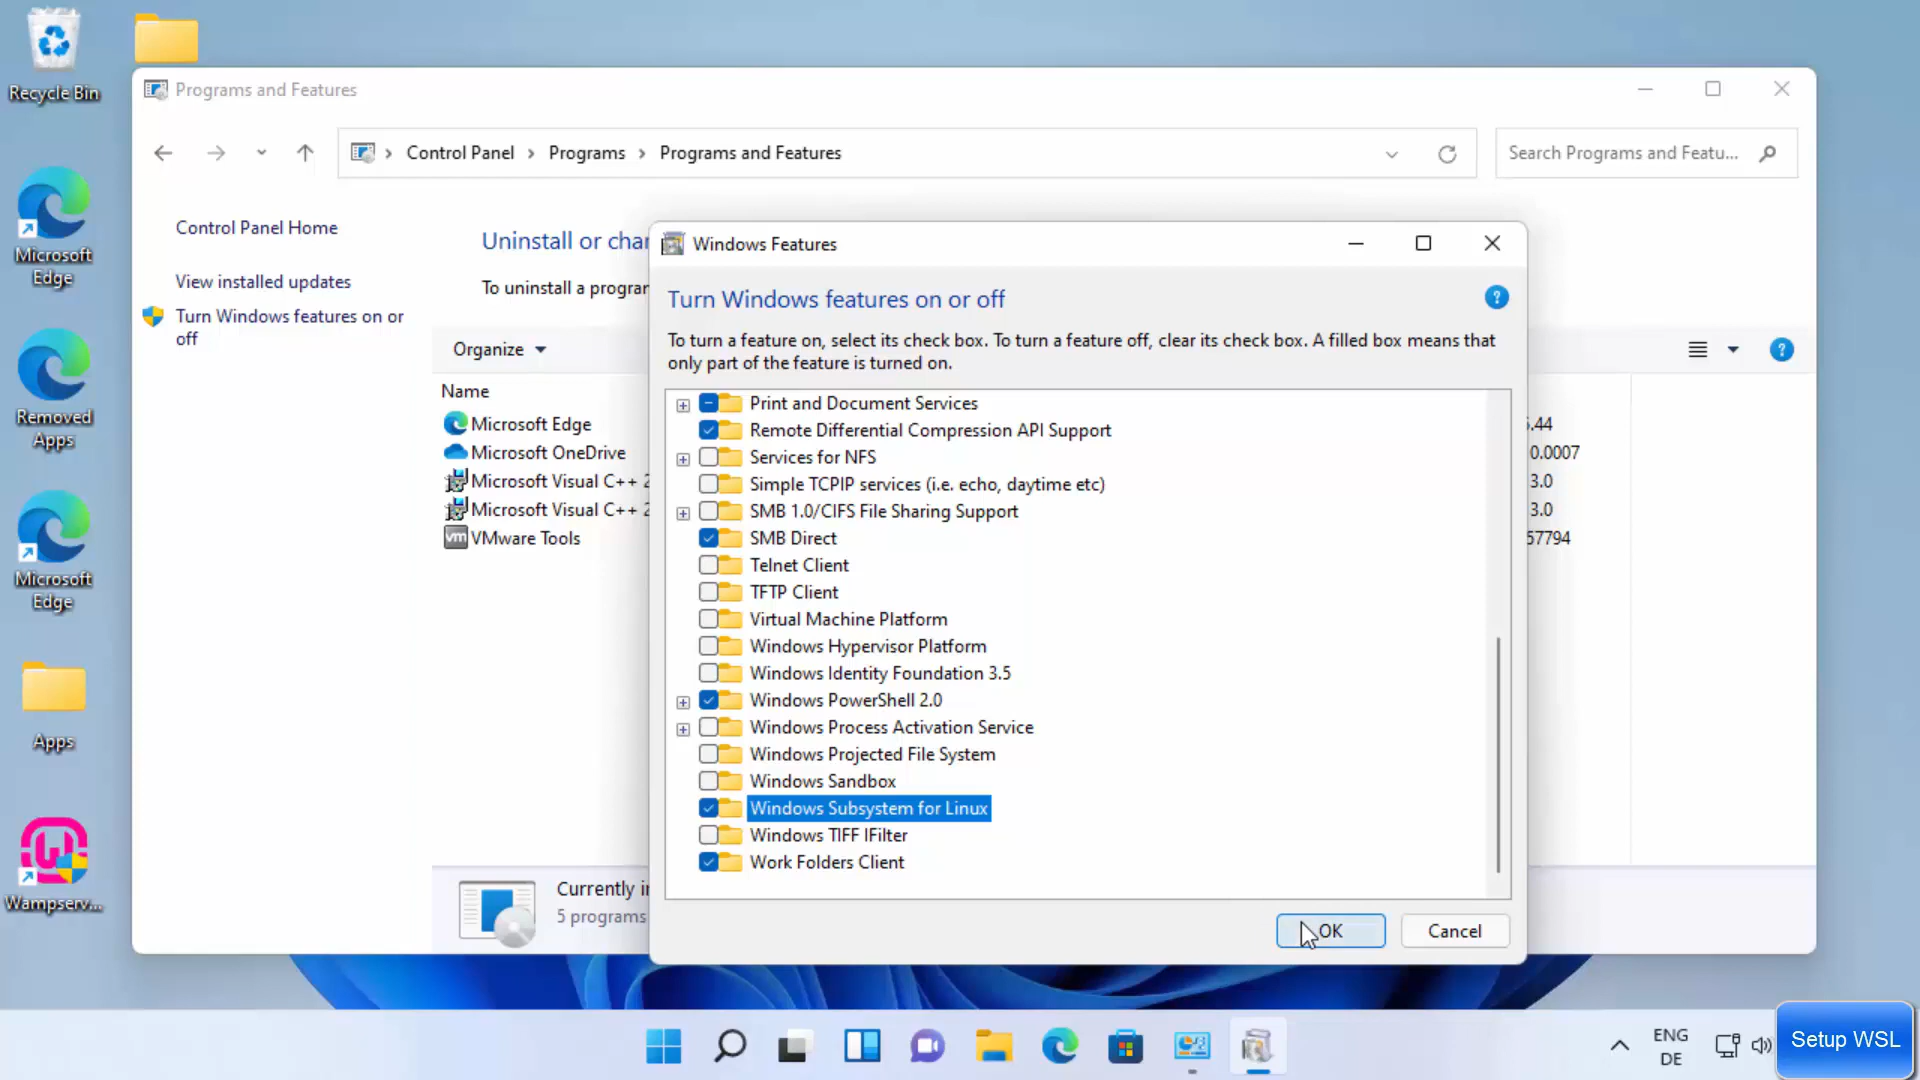 Recycle Bin
Microsoft
Edge
Removed
Apps
Microsoft
Edge
Apps
Wampserv...
Programs and Features
Control Panel
Programs
Programs and Features
Search Programs and Featu...
Control Panel Home
View installed updates
Turn Windows features on or
off
Uninstall or char
To uninstall a program
Organize
Name
Microsoft Edge
Microsoft OneDrive
Microsoft Visual C++ 2
Microsoft Visual C++ 2
vm VMware Tools
.44
0.0007
3.0
3.0
57794
Currently in
5 programs
Windows Features
Turn Windows features on or off
To turn a feature on, select its check box. To turn a feature off, clear its check box. A filled box means that
only part of the feature is turned on.
Print and Document Services
Remote Differential Compression API Support
Services for NFS
Simple TCPIP services (i.e. echo, daytime etc)
SMB 1.0/CIFS File Sharing Support
SMB Direct
Telnet Client
TFTP Client
Virtual Machine Platform
Windows Hypervisor Platform
Windows Identity Foundation 3.5
Windows PowerShell 2.0
Windows Process Activation Service
Windows Projected File System
Windows Sandbox
Windows Subsystem for Linux
Windows TIFF IFilter
Work Folders Client
OK
Cancel
ENG
DE
Setup WSL